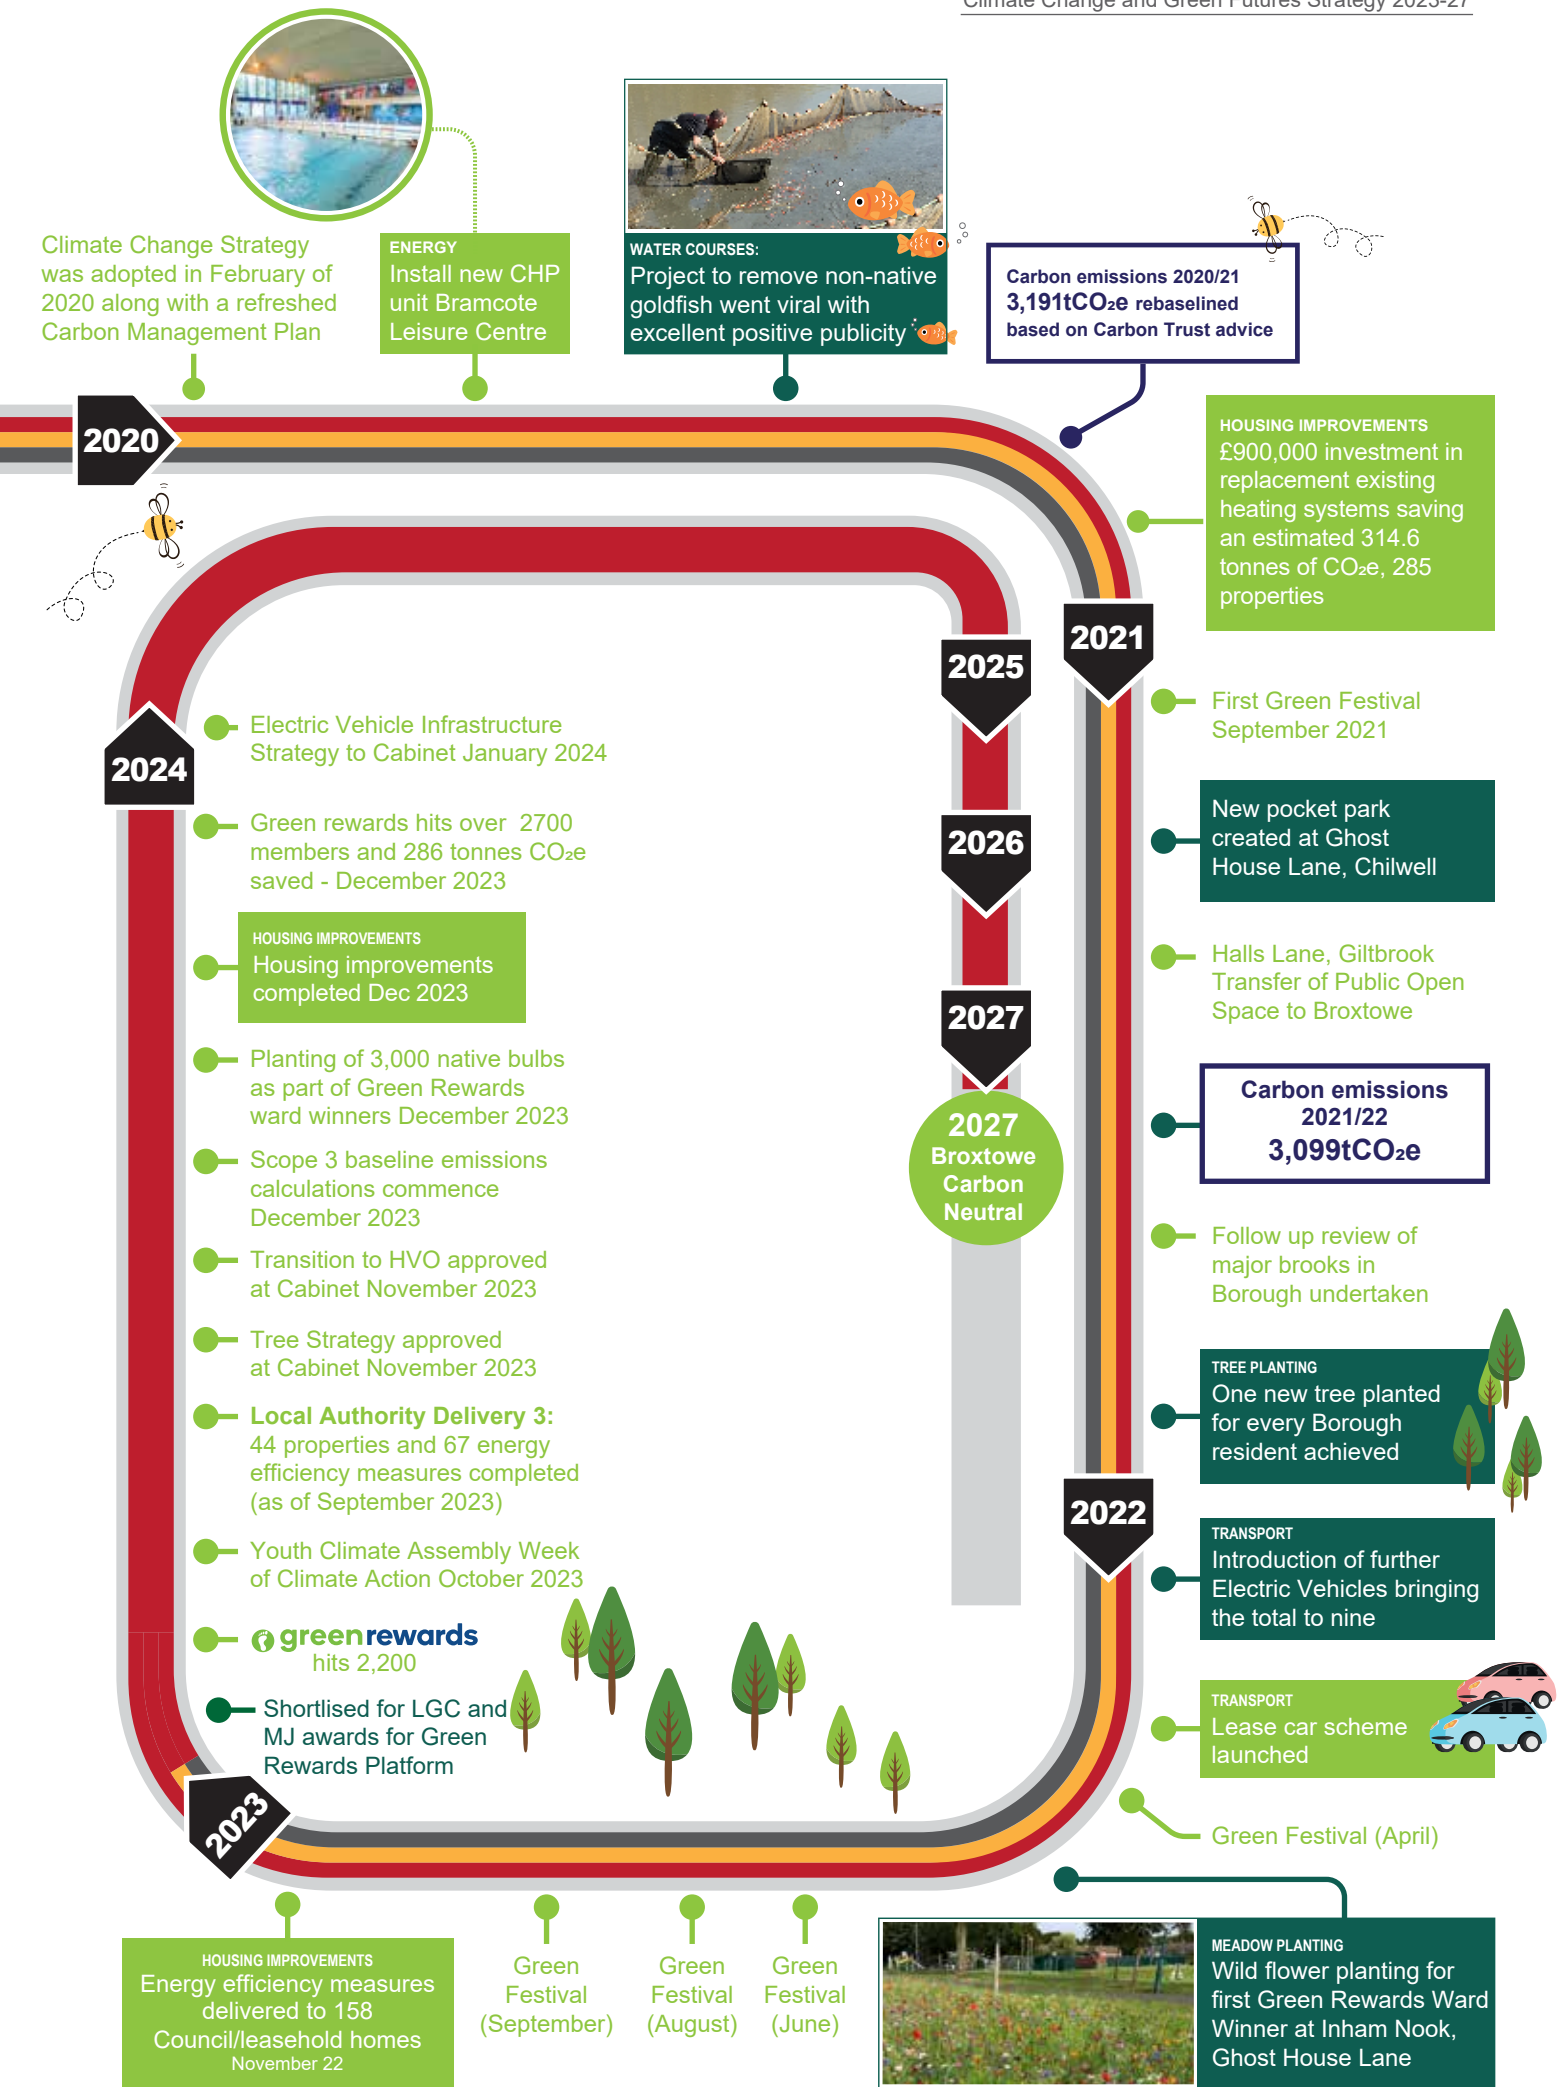 Climate Change and Green Futures Strategy 2023-27
Climate Change Strategy
was adopted in February of
2020 along with a refreshed
Carbon Management Plan
ENERGY
Install new CHP
unit Bramcote
Leisure Centre
WATER COURSES:
Project to remove non-native
goldfish went viral with
excellent positive publicity
Carbon emissions 2020/21
3,191tCO₂e rebaselined
based on Carbon Trust advice
2020
HOUSING IMPROVEMENTS
£900,000 investment in
replacement existing
heating systems saving
an estimated 314.6
tonnes of CO₂e, 285
properties
2021
First Green Festival
September 2021
New pocket park
created at Ghost
House Lane, Chilwell
Halls Lane, Giltbrook
Transfer of Public Open
Space to Broxtowe
Carbon emissions
2021/22
3,099tCO₂e
Follow up review of
major brooks in
Borough undertaken
TREE PLANTING
One new tree planted
for every Borough
resident achieved
2022
TRANSPORT
Introduction of further
Electric Vehicles bringing
the total to nine
TRANSPORT
Lease car scheme
launched
Green Festival (April)
MEADOW PLANTING
Wild flower planting for
first Green Rewards Ward
Winner at Inham Nook,
Ghost House Lane
Green
Festival
(June)
Green
Festival
(August)
Green
Festival
(September)
HOUSING IMPROVEMENTS
Energy efficiency measures
delivered to 158
Council/leasehold homes
November 22
2023
Shortlised for LGC and
MJ awards for Green
Rewards Platform
greenrewards
hits 2,200
Youth Climate Assembly Week
of Climate Action October 2023
Local Authority Delivery 3:
44 properties and 67 energy
efficiency measures completed
(as of September 2023)
Tree Strategy approved
at Cabinet November 2023
Transition to HVO approved
at Cabinet November 2023
Scope 3 baseline emissions
calculations commence
December 2023
Planting of 3,000 native bulbs
as part of Green Rewards
ward winners December 2023
HOUSING IMPROVEMENTS
Housing improvements
completed Dec 2023
Green rewards hits over 2700
members and 286 tonnes CO₂e
saved - December 2023
2024
Electric Vehicle Infrastructure
Strategy to Cabinet January 2024
2025
2026
2027
2027
Broxtowe
Carbon
Neutral